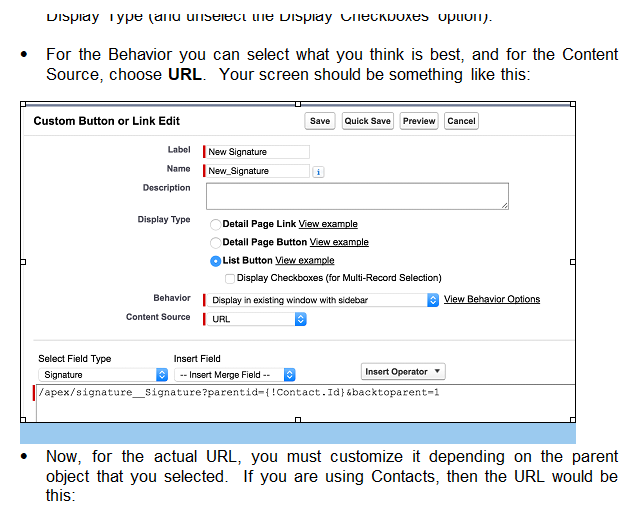 Display Type (and unselect the Display Checkboxes option).
• For the Behavior you can select what you think is best, and for the Content
Source, choose URL. Your screen should be something like this:
Custom Button or Link Edit
Save
Quick Save
Preview
Cancel
Label
New Signature
Name
New_Signature
i
Description
Display Type
Detail Page Link View example
Detail Page Button View example
List Button View example
Display Checkboxes (for Multi-Record Selection)
Behavior
Display in existing window with sidebar
View Behavior Options
Content Source
URL
Select Field Type
Insert Field
Signature
-- Insert Merge Field --
Insert Operator
/apex/signature__Signature?parentid={!Contact.Id}&backtoparent=1
• Now, for the actual URL, you must customize it depending on the parent
object that you selected. If you are using Contacts, then the URL would be
this: